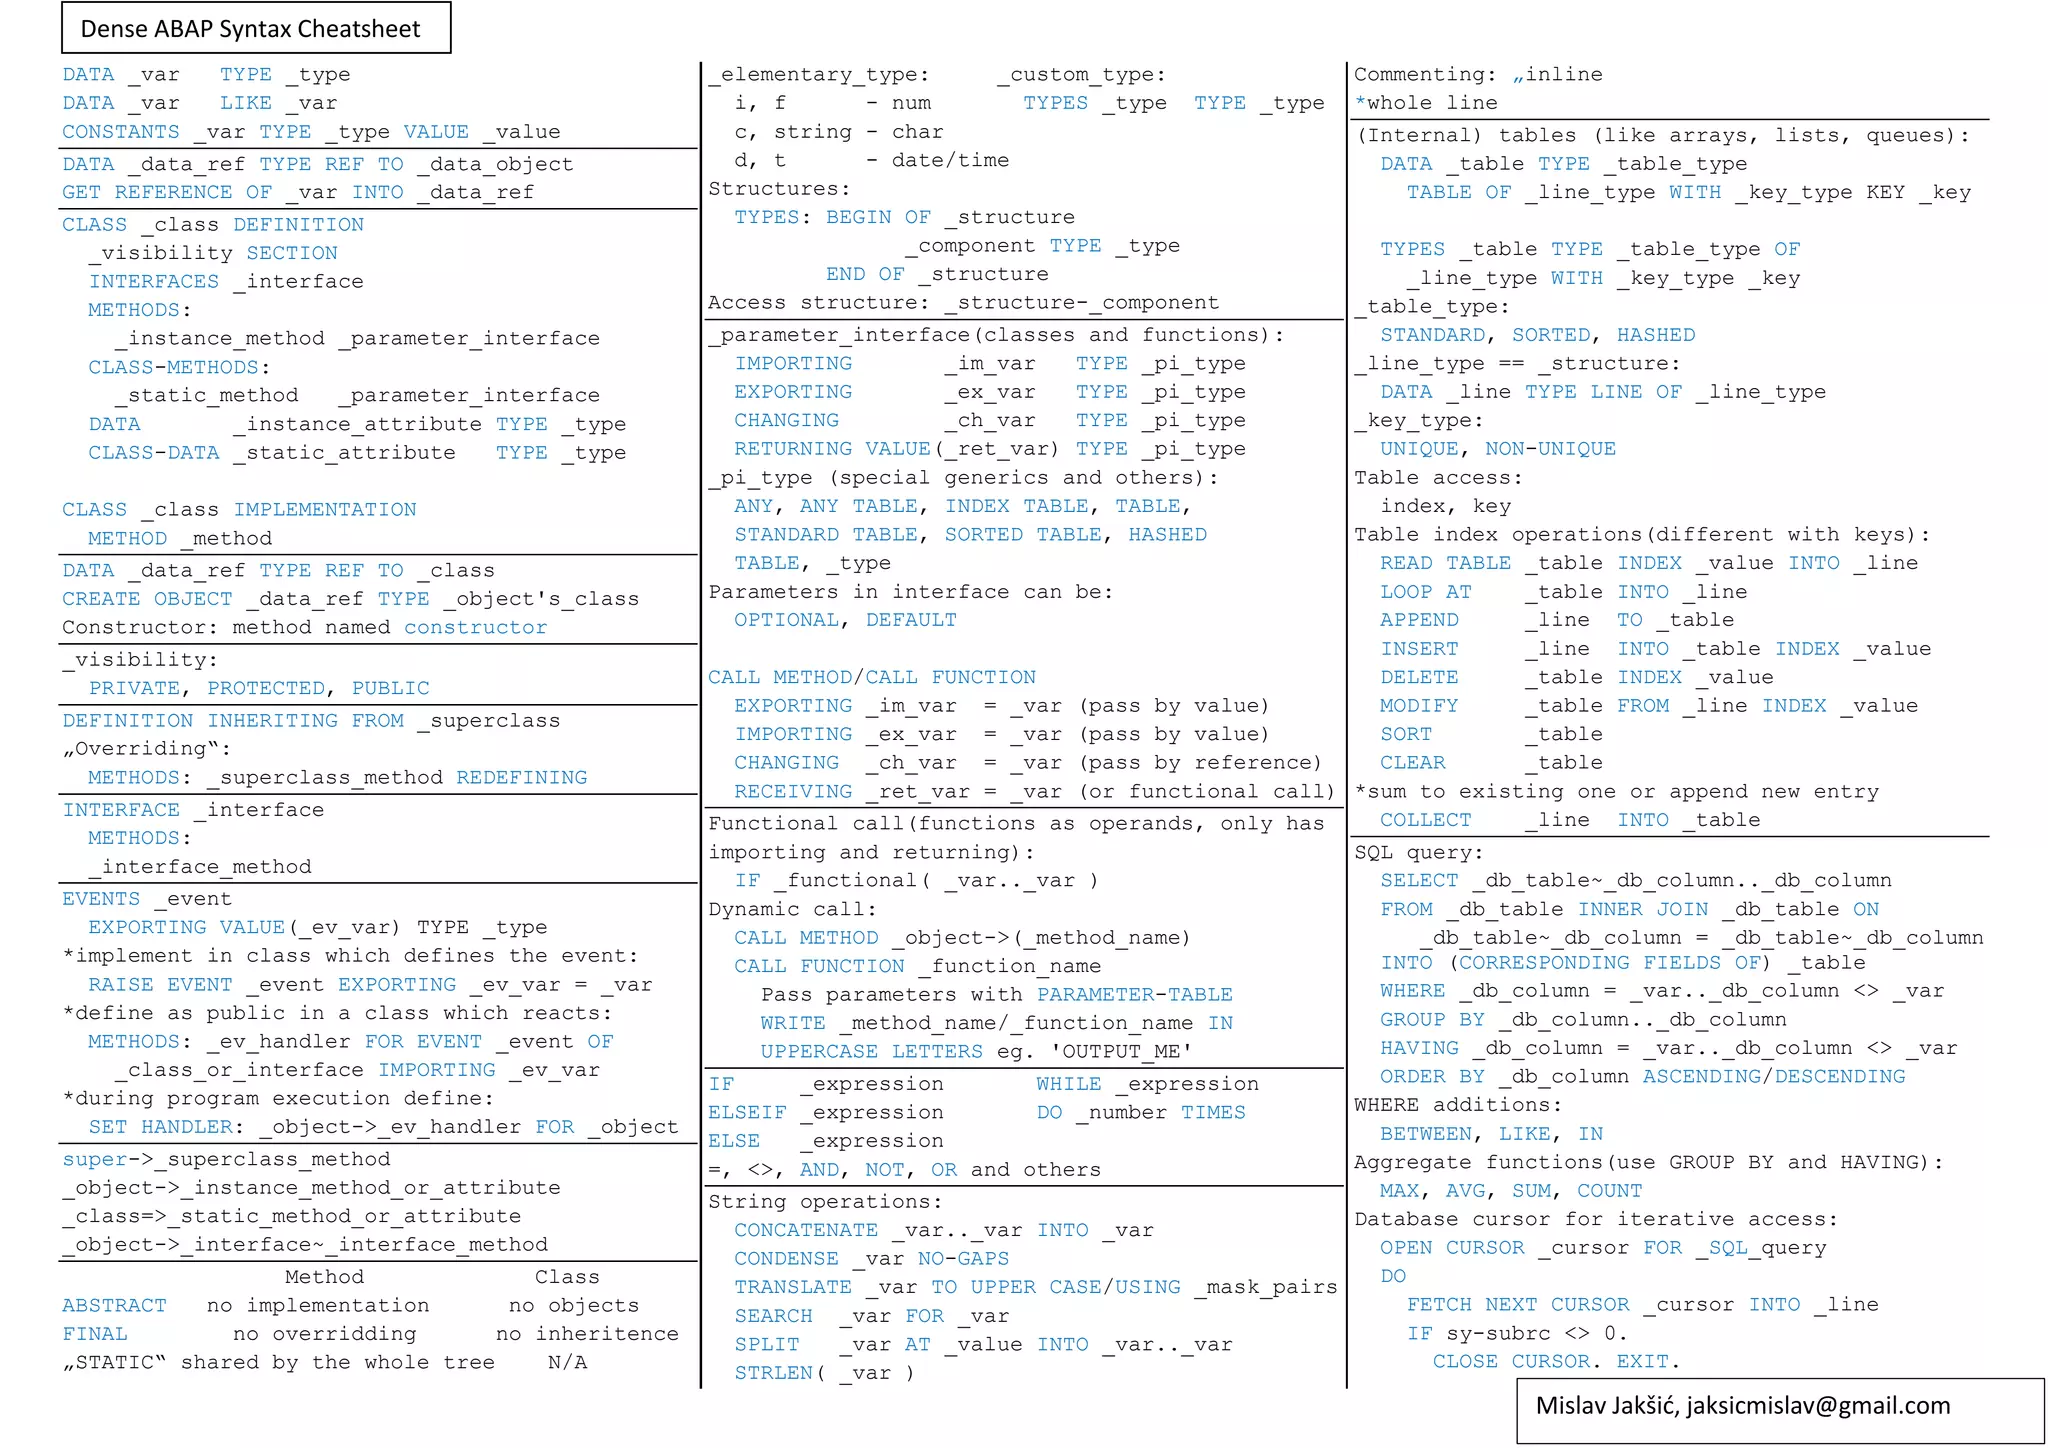 Dense ABAP Syntax Cheatsheet
DATA _var   TYPE _type
DATA _var   LIKE _var
CONSTANTS _var TYPE _type VALUE _value
DATA _data_ref TYPE REF TO _data_object
GET REFERENCE OF _var INTO _data_ref
CLASS _class DEFINITION
  _visibility SECTION
  INTERFACES _interface
  METHODS:
    _instance_method _parameter_interface
  CLASS-METHODS:
    _static_method   _parameter_interface
  DATA       _instance_attribute TYPE _type
  CLASS-DATA _static_attribute   TYPE _type
CLASS _class IMPLEMENTATION
  METHOD _method
DATA _data_ref TYPE REF TO _class
CREATE OBJECT _data_ref TYPE _object's_class
Constructor: method named constructor
_visibility:
  PRIVATE, PROTECTED, PUBLIC
DEFINITION INHERITING FROM _superclass
„Overriding“:
  METHODS: _superclass_method REDEFINING
INTERFACE _interface
  METHODS:
  _interface_method
EVENTS _event
  EXPORTING VALUE(_ev_var) TYPE _type
*implement in class which defines the event:
  RAISE EVENT _event EXPORTING _ev_var = _var
*define as public in a class which reacts:
  METHODS: _ev_handler FOR EVENT _event OF
    _class_or_interface IMPORTING _ev_var
*during program execution define:
  SET HANDLER: _object->_ev_handler FOR _object
super->_superclass_method
_object->_instance_method_or_attribute
_class=>_static_method_or_attribute
_object->_interface~_interface_method
                 Method             Class
ABSTRACT   no implementation      no objects
FINAL        no overridding      no inheritence
„STATIC“ shared by the whole tree    N/A
_elementary_type:     _custom_type:
  i, f      - num       TYPES _type  TYPE _type
  c, string - char
  d, t      - date/time
Structures:
  TYPES: BEGIN OF _structure
               _component TYPE _type
         END OF _structure
Access structure: _structure-_component
_parameter_interface(classes and functions):
  IMPORTING       _im_var   TYPE _pi_type
  EXPORTING       _ex_var   TYPE _pi_type
  CHANGING        _ch_var   TYPE _pi_type
  RETURNING VALUE(_ret_var) TYPE _pi_type
_pi_type (special generics and others):
  ANY, ANY TABLE, INDEX TABLE, TABLE,
  STANDARD TABLE, SORTED TABLE, HASHED
  TABLE, _type
Parameters in interface can be:
  OPTIONAL, DEFAULT
CALL METHOD/CALL FUNCTION
  EXPORTING _im_var  = _var (pass by value)
  IMPORTING _ex_var  = _var (pass by value)
  CHANGING  _ch_var  = _var (pass by reference)
  RECEIVING _ret_var = _var (or functional call)
Functional call(functions as operands, only has
importing and returning):
  IF _functional( _var.._var )
Dynamic call:
  CALL METHOD _object->(_method_name)
  CALL FUNCTION _function_name
    Pass parameters with PARAMETER-TABLE
    WRITE _method_name/_function_name IN
    UPPERCASE LETTERS eg. 'OUTPUT_ME'
IF     _expression       WHILE _expression
ELSEIF _expression       DO _number TIMES
ELSE   _expression
=, <>, AND, NOT, OR and others
String operations:
  CONCATENATE _var.._var INTO _var
  CONDENSE _var NO-GAPS
  TRANSLATE _var TO UPPER CASE/USING _mask_pairs
  SEARCH  _var FOR _var
  SPLIT   _var AT _value INTO _var.._var
  STRLEN( _var )
Commenting: „inline
*whole line
(Internal) tables (like arrays, lists, queues):
  DATA _table TYPE _table_type
    TABLE OF _line_type WITH _key_type KEY _key
  TYPES _table TYPE _table_type OF
    _line_type WITH _key_type _key
_table_type:
  STANDARD, SORTED, HASHED
_line_type == _structure:
  DATA _line TYPE LINE OF _line_type
_key_type:
  UNIQUE, NON-UNIQUE
Table access:
  index, key
Table index operations(different with keys):
  READ TABLE _table INDEX _value INTO _line
  LOOP AT    _table INTO _line
  APPEND     _line  TO _table
  INSERT     _line  INTO _table INDEX _value
  DELETE     _table INDEX _value
  MODIFY     _table FROM _line INDEX _value
  SORT       _table
  CLEAR      _table
*sum to existing one or append new entry
  COLLECT    _line  INTO _table
SQL query:
  SELECT _db_table~_db_column.._db_column
  FROM _db_table INNER JOIN _db_table ON
     _db_table~_db_column = _db_table~_db_column
  INTO (CORRESPONDING FIELDS OF) _table
  WHERE _db_column = _var.._db_column <> _var
  GROUP BY _db_column.._db_column
  HAVING _db_column = _var.._db_column <> _var
  ORDER BY _db_column ASCENDING/DESCENDING
WHERE additions:
  BETWEEN, LIKE, IN
Aggregate functions(use GROUP BY and HAVING):
  MAX, AVG, SUM, COUNT
Database cursor for iterative access:
  OPEN CURSOR _cursor FOR _SQL_query
  DO
    FETCH NEXT CURSOR _cursor INTO _line
    IF sy-subrc <> 0.
      CLOSE CURSOR. EXIT.
Mislav Jakšić, jaksicmislav@gmail.com